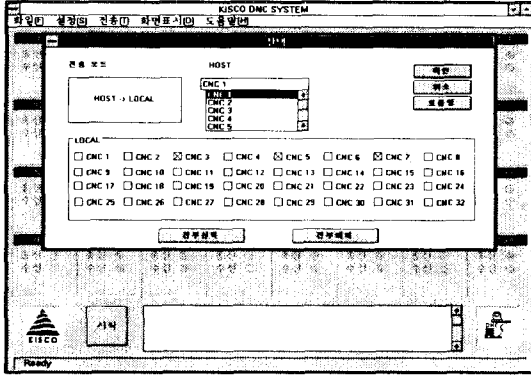 KISCO DNC SYSTEM
화일[F] 설정[S] 전송[T] 화면표시[D] 도움말[H]
선택
전송 모드
HOST
확인
HOST -> LOCAL
CNC 1
취소
CNC 1
도움말
CNC 2
CNC 3
CNC 4
CNC 5
LOCAL
CNC 1 CNC 2 CNC 3 CNC 4 CNC 5 CNC 6 CNC 7 CNC 8
CNC 9 CNC 10 CNC 11 CNC 12 CNC 13 CNC 14 CNC 15 CNC 16
CNC 17 CNC 18 CNC 19 CNC 20 CNC 21 CNC 22 CNC 23 CNC 24
CNC 25 CNC 26 CNC 27 CNC 28 CNC 29 CNC 30 CNC 31 CNC 32
전부선택 전부해제
시작
KISCO
Ready